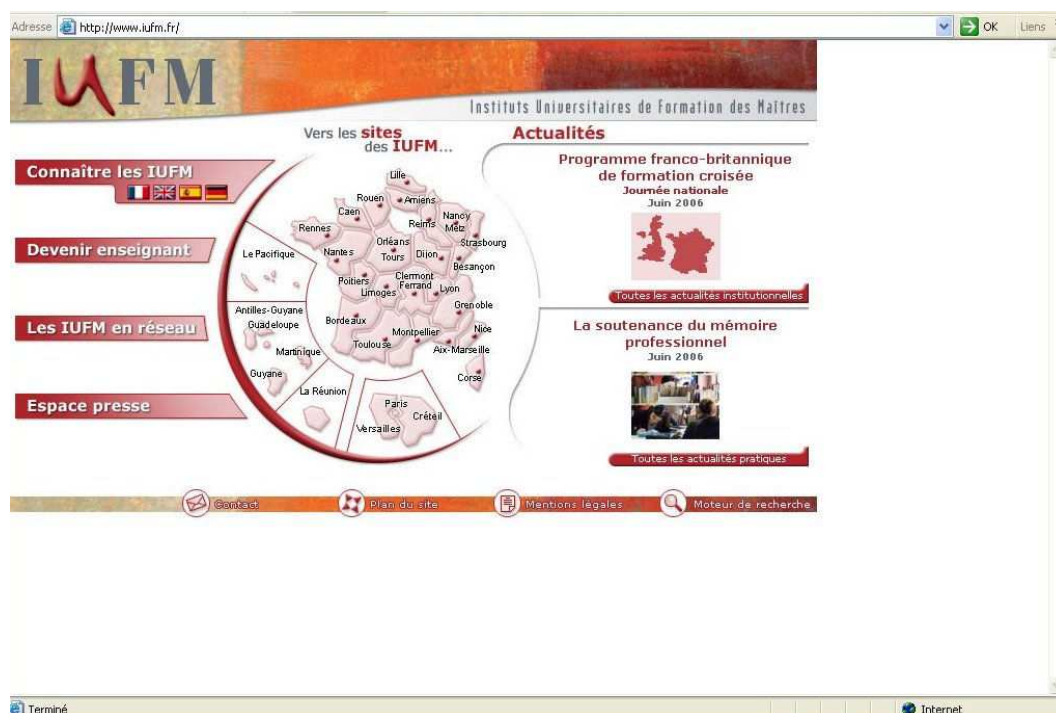 Adresse http://www.iufm.fr/ OK Liens
IUFM
Instituts Universitaires de Formation des Maîtres
Vers les sites
des IUFM...
Connaître les IUFM
Devenir enseignant
Les IUFM en réseau
Espace presse
Lille
Rouen
Amiens
Caen
Reims
Nancy
Metz
Rennes
Strasbourg
Orléans
Tours
Nantes
Dijon
Besançon
Le Pacifique
Poitiers
Clermont
Ferrand
Limoges
Lyon
Grenoble
Antilles-Guyane
Guadeloupe
Bordeaux
Montpellier
Nice
Toulouse
Aix-Marseille
Martinique
Guyane
Corse
La Réunion
Paris
Créteil
Versailles
Actualités
Programme franco-britannique
de formation croisée
Journée nationale
Juin 2006
Toutes les actualités institutionnelles
La soutenance du mémoire
professionnel
Juin 2006
Toutes les actualités pratiques
Contact
Plan du site
Mentions légales
Moteur de recherche
Terminé
Internet